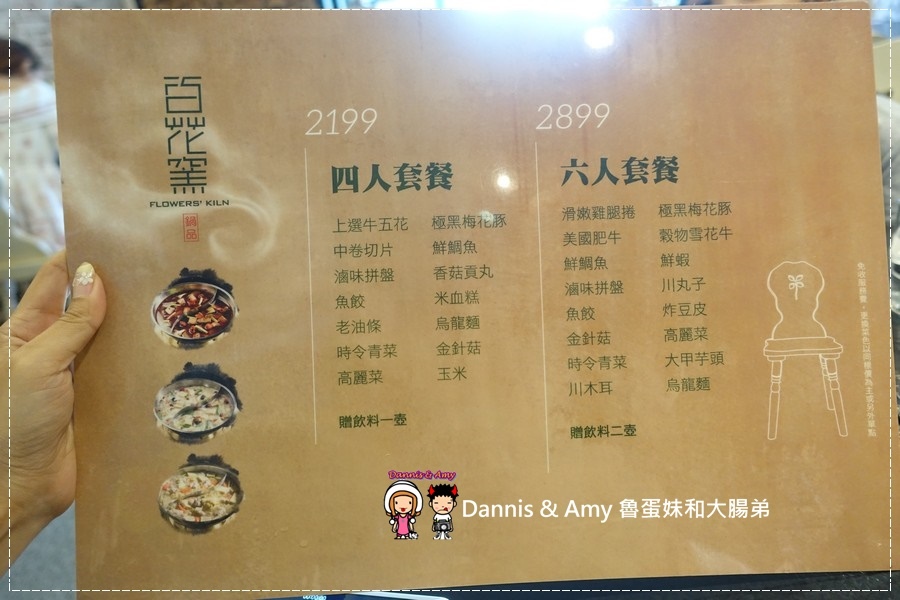 百花窯
FLOWERS' KILN
鍋品
2199
四人套餐
上選牛五花 極黑梅花豚
中卷切片 鮮鯛魚
滷味拼盤 香菇貢丸
魚餃 米血糕
老油條 烏龍麵
時令青菜 金針菇
高麗菜 玉米
贈飲料一壺
2899
六人套餐
滑嫩雞腿捲 極黑梅花豚
美國肥牛 穀物雪花牛
鮮鯛魚 鮮蝦
滷味拼盤 川丸子
魚餃 炸豆皮
金針菇 高麗菜
時令青菜 大甲芋頭
川木耳 烏龍麵
贈飲料二壺
免收服務費
Dannis & Amy
Dannis & Amy 魯蛋妹和大腸弟